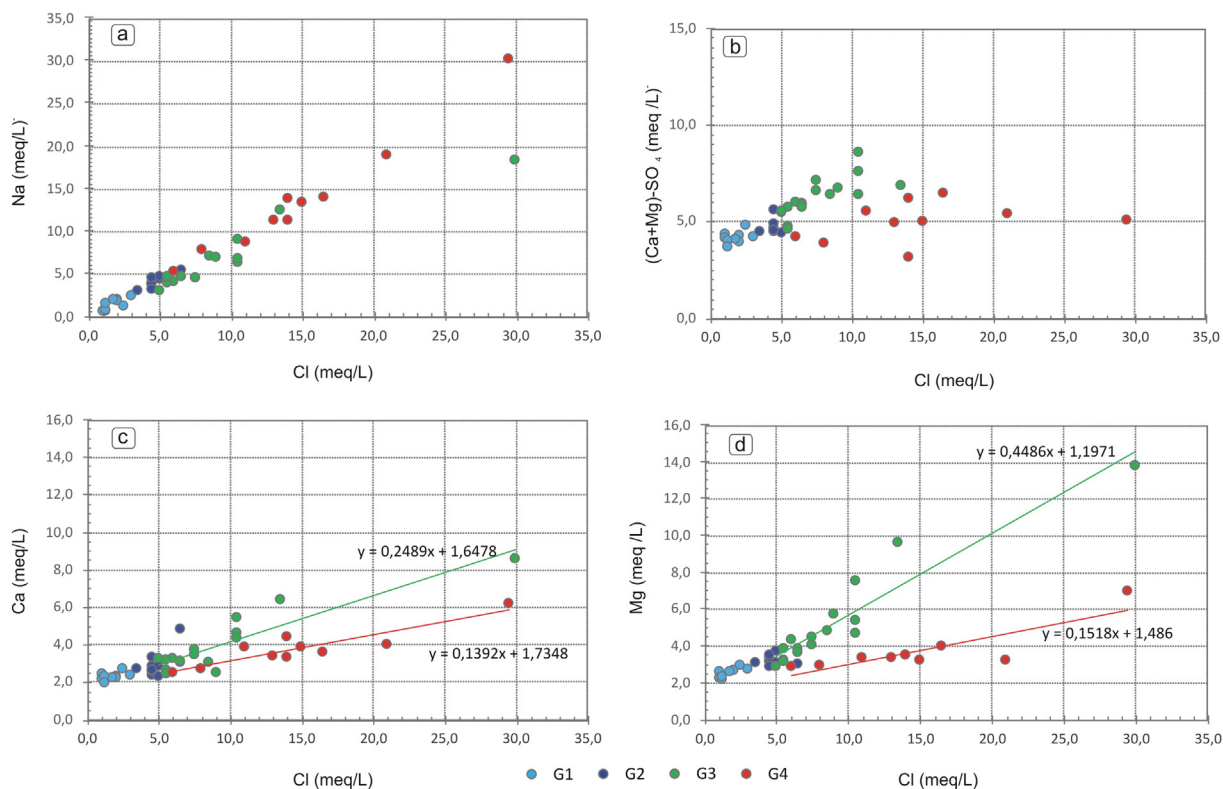 a
35,0
30,0
25,0
20,0
15,0
10,0
5,0
0,0
Na (meq/L)-
0,0 5,0 10,0 15,0 20,0 25,0 30,0 35,0
Cl (meq/L)
b
15,0
10,0
5,0
0,0
(Ca+Mg)-SO 4 (meq /L)-
0,0 5,0 10,0 15,0 20,0 25,0 30,0 35,0
Cl (meq/L)
c
16,0
14,0
12,0
10,0
8,0
6,0
4,0
2,0
0,0
Ca (meq/L)
y = 0,2489x + 1,6478
y = 0,1392x + 1,7348
0,0 5,0 10,0 15,0 20,0 25,0 30,0 35,0
Cl (meq/L)
d
16,0
14,0
12,0
10,0
8,0
6,0
4,0
2,0
0,0
Mg (meq /L)
y = 0,4486x + 1,1971
y = 0,1518x + 1,486
0,0 5,0 10,0 15,0 20,0 25,0 30,0 35,0
Cl (meq/L)
G1 G2 G3 G4